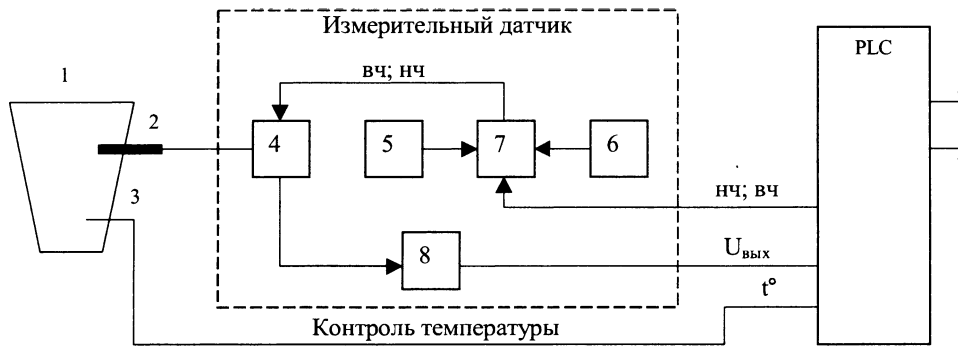 Измерительный датчик
PLC
1
вч; нч
2
4
5
7
6
3
нч; вч
8
Uвых
t°
Контроль температуры